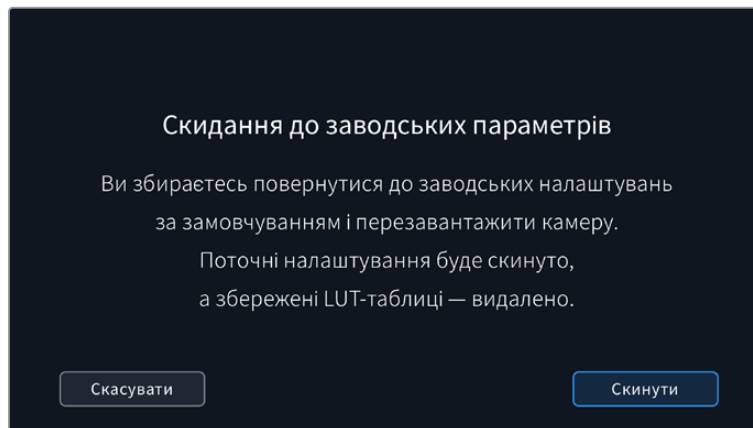 Скидання до заводських параметрів
Ви збираєтесь повернутися до заводських налаштувань
за замовчуванням і перезавантажити камеру.
Поточні налаштування буде скинуто,
а збережені LUT-таблиці — видалено.
Скасувати
Скинути